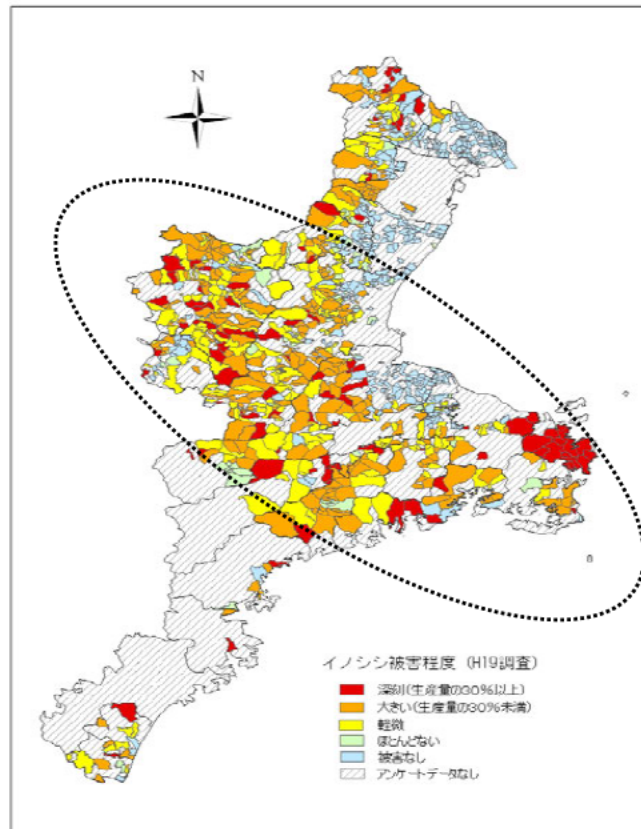 N
イノシシ被害程度 (H19調査)
深刻(生産量の30%以上)
大きい(生産量の30%未満)
軽微
ほとんどない
被害なし
アンケートデータなし